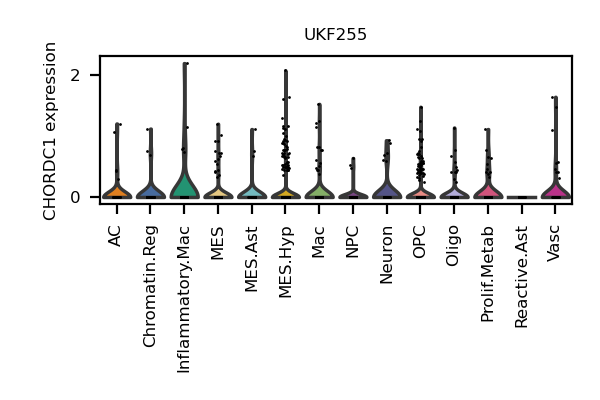 UKF255
CHORDC1 expression
2
0
AC
Chromatin.Reg
Inflammatory.Mac
MES
MES.Ast
MES.Hyp
Mac
NPC
Neuron
OPC
Oligo
Prolif.Metab
Reactive.Ast
Vasc